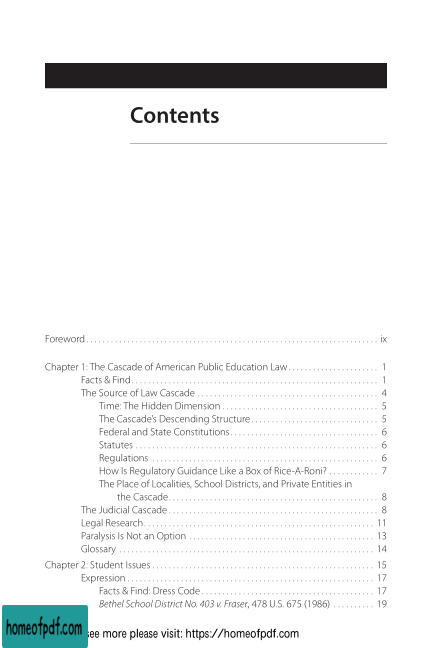 Contents
Foreword . . . . . . . . . . . . . . . . . . . . . . . . . . . . . . . . . . . . . . . . ix
Chapter 1: The Cascade of American Public Education Law . . . . . . . . . . . . . . . . . . . . . 1
Facts & Find . . . . . . . . . . . . . . . . . . . . . . . . . . . . . . . . . . . . . . . . 1
The Source of Law Cascade . . . . . . . . . . . . . . . . . . . . . . . . . . . . . . . . . . . . . . . . 4
Time: The Hidden Dimension . . . . . . . . . . . . . . . . . . . . . . . . . . . . . . . . . . . . . 5
The Cascade's Descending Structure . . . . . . . . . . . . . . . . . . . . . . . . . . . . . . 5
Federal and State Constitutions . . . . . . . . . . . . . . . . . . . . . . . . . . . . . . . . . . . 6
Statutes . . . . . . . . . . . . . . . . . . . . . . . . . . . . . . . . . . . . . . . . 6
Regulations . . . . . . . . . . . . . . . . . . . . . . . . . . . . . . . . . . . . . . . . 6
How Is Regulatory Guidance Like a Box of Rice-A-Roni? . . . . . . . . . . . . 7
The Place of Localities, School Districts, and Private Entities in
the Cascade . . . . . . . . . . . . . . . . . . . . . . . . . . . . . . . . . . . . . . . . 8
The Judicial Cascade . . . . . . . . . . . . . . . . . . . . . . . . . . . . . . . . . . . . . . . . 8
Legal Research . . . . . . . . . . . . . . . . . . . . . . . . . . . . . . . . . . . . . . . . 11
Paralysis Is Not an Option . . . . . . . . . . . . . . . . . . . . . . . . . . . . . . . . . . . . . . . . 13
Glossary . . . . . . . . . . . . . . . . . . . . . . . . . . . . . . . . . . . . . . . . 14
Chapter 2: Student Issues . . . . . . . . . . . . . . . . . . . . . . . . . . . . . . . . . . . . . . . . 15
Expression . . . . . . . . . . . . . . . . . . . . . . . . . . . . . . . . . . . . . . . . 17
Facts & Find: Dress Code . . . . . . . . . . . . . . . . . . . . . . . . . . . . . . . . . . . . . . . . 17
Bethel School District No. 403 v. Fraser, 478 U.S. 675 (1986) . . . . . . . . . . 19
homeofpdf.com
see more please visit: https://homeofpdf.com